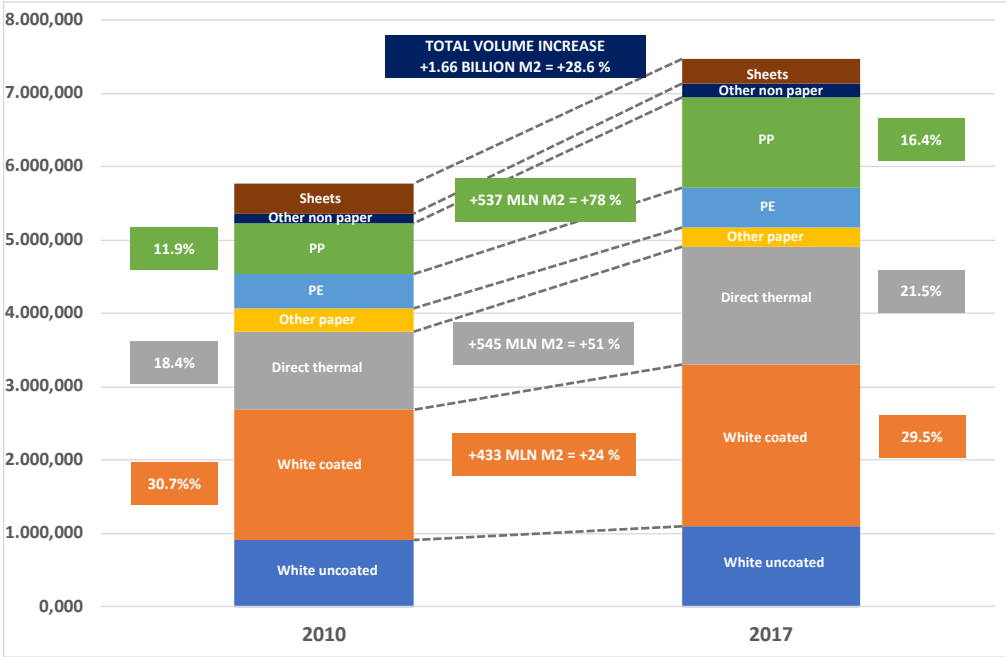 8.000,000
7.000,000
6.000,000
5.000,000
4.000,000
3.000,000
2.000,000
1.000,000
0,000
TOTAL VOLUME INCREASE
+1.66 BILLION M2 = +28.6 %
Sheets
Other non paper
PP
PE
Other paper
Direct thermal
White coated
White uncoated
11.9%
18.4%
30.7%%
+537 MLN M2 = +78 %
+545 MLN M2 = +51 %
+433 MLN M2 = +24 %
Sheets
Other non paper
PP
PE
Other paper
Direct thermal
White coated
White uncoated
16.4%
21.5%
29.5%
2010
2017